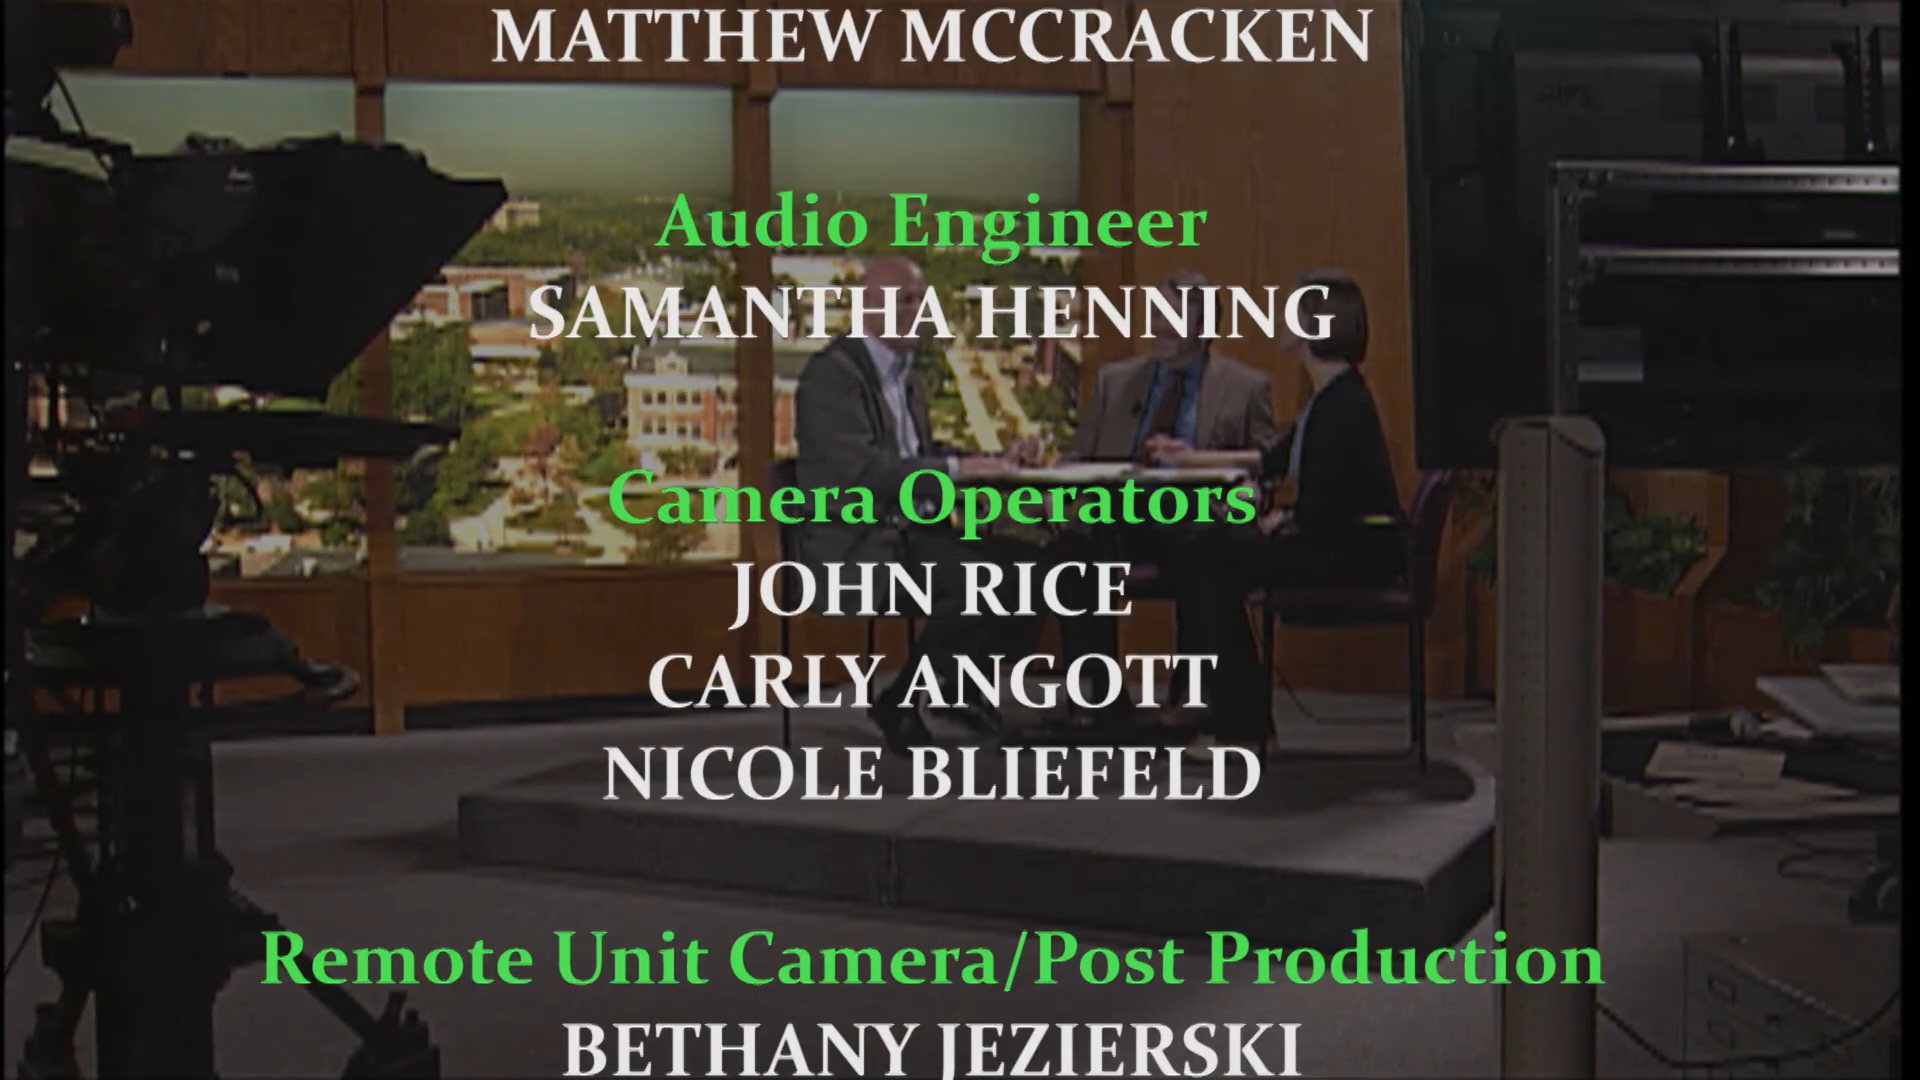 MATTHEW MCCRACKEN
Audio Engineer
SAMANTHA HENNING
Camera Operators
JOHN RICE
CARLY ANGOTT
NICOLE BLIEFELD
Remote Unit Camera/Post Production
BETHANY JEZIERSKI